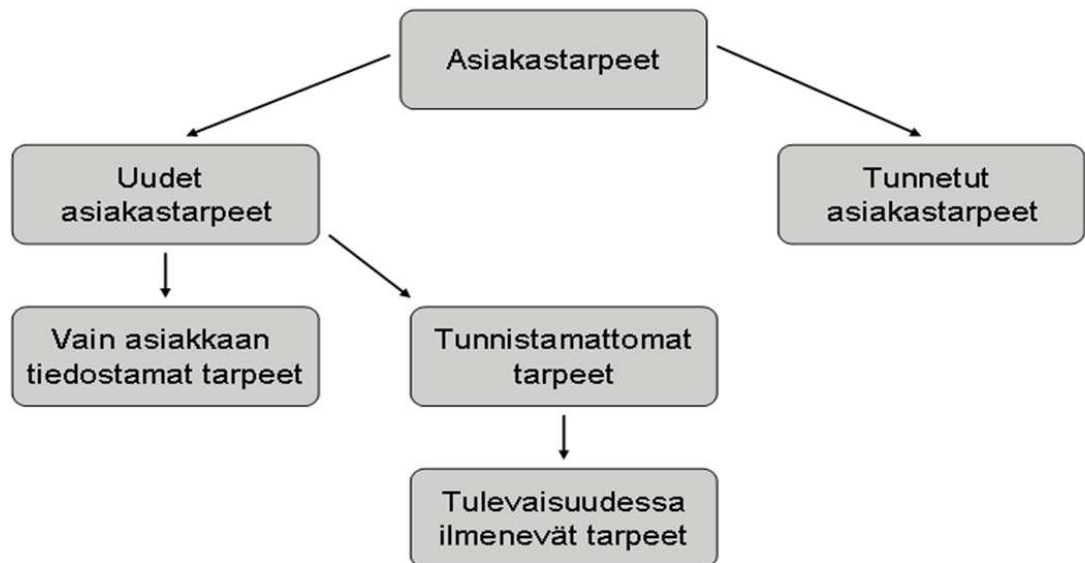 Asiakastarpeet
Uudet
asiakastarpeet
Tunnetut
asiakastarpeet
Vain asiakkaan
tiedostamat tarpeet
Tunnistamattomat
tarpeet
Tulevaisuudessa
ilmenevät tarpeet